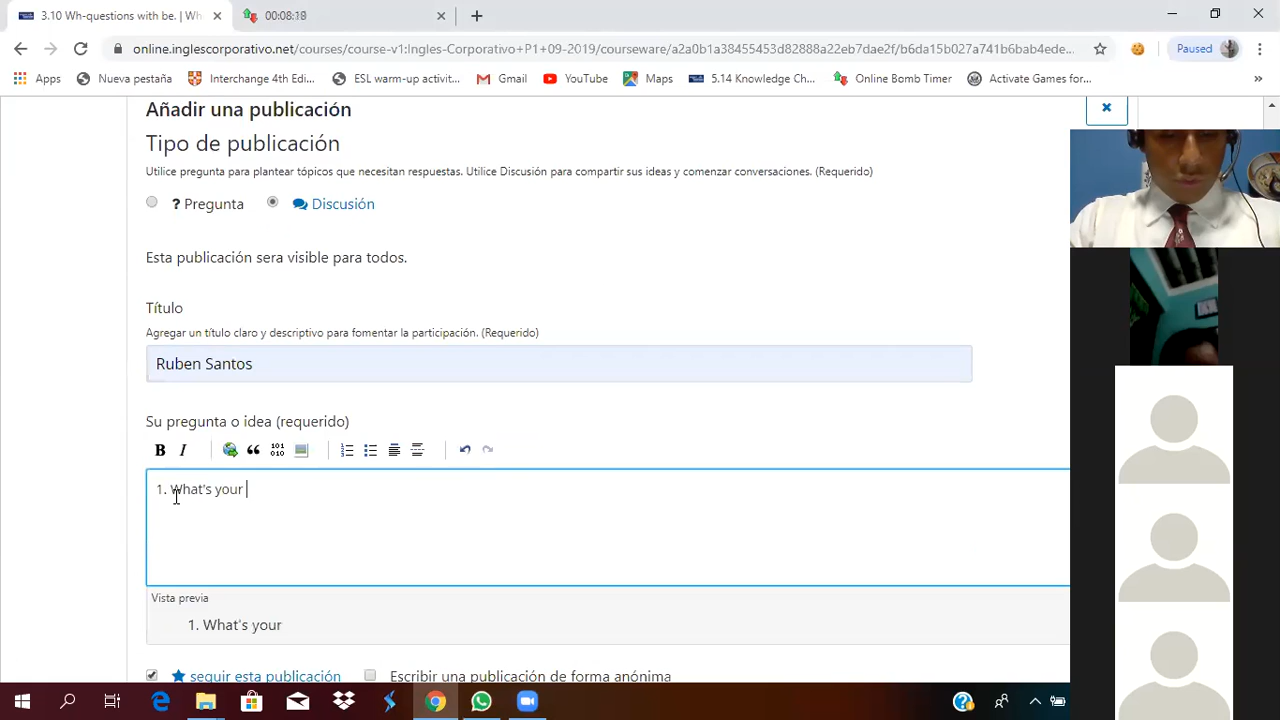 3.10 Wh-questions with be. | Wh
00:08:10
online.inglescorporativo.net/courses/course-v1:Ingles-Corporativo+P1+09-2019/courseware/a2a0b1a38455453d82888a22eb7dae2f/b6da15b027a741b6bab4ede...
Paused
Apps
Nueva pestaña
Interchange 4th Edi...
ESL warm-up activit...
Gmail
YouTube
Maps
5.14 Knowledge Ch...
Online Bomb Timer
Activate Games for...
»
Añadir una publicación
Tipo de publicación
Utilice pregunta para plantear tópicos que necesitan respuestas. Utilice Discusión para compartir sus ideas y comenzar conversaciones. (Requerido)
? Pregunta
Discusión
Esta publicación sera visible para todos.
Título
Agregar un título claro y descriptivo para fomentar la participación. (Requerido)
Ruben Santos
Su pregunta o idea (requerido)
B I
1. What's your
Vista previa
1. What's your
seguir esta publicación
Escribir una publicación de forma anónima